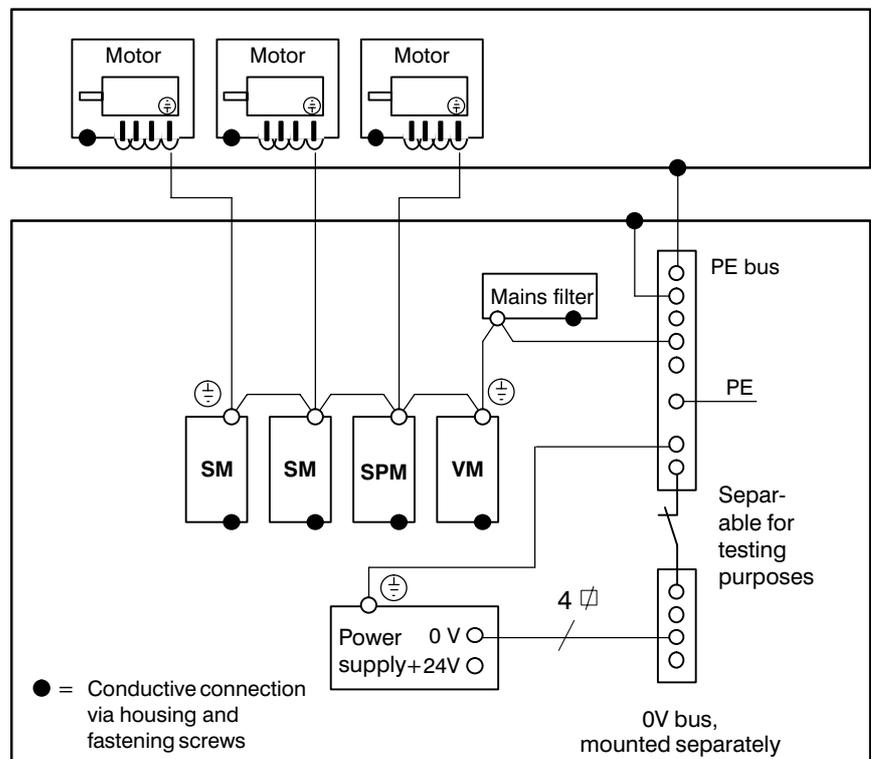 Motor
Motor
Motor
PE bus
Mains filter
PE
SM
SM
SPM
VM
Separ-
able for
testing
purposes
4
Power 0 V
supply+24V
= Conductive connection
via housing and
fastening screws
0V bus,
mounted separately